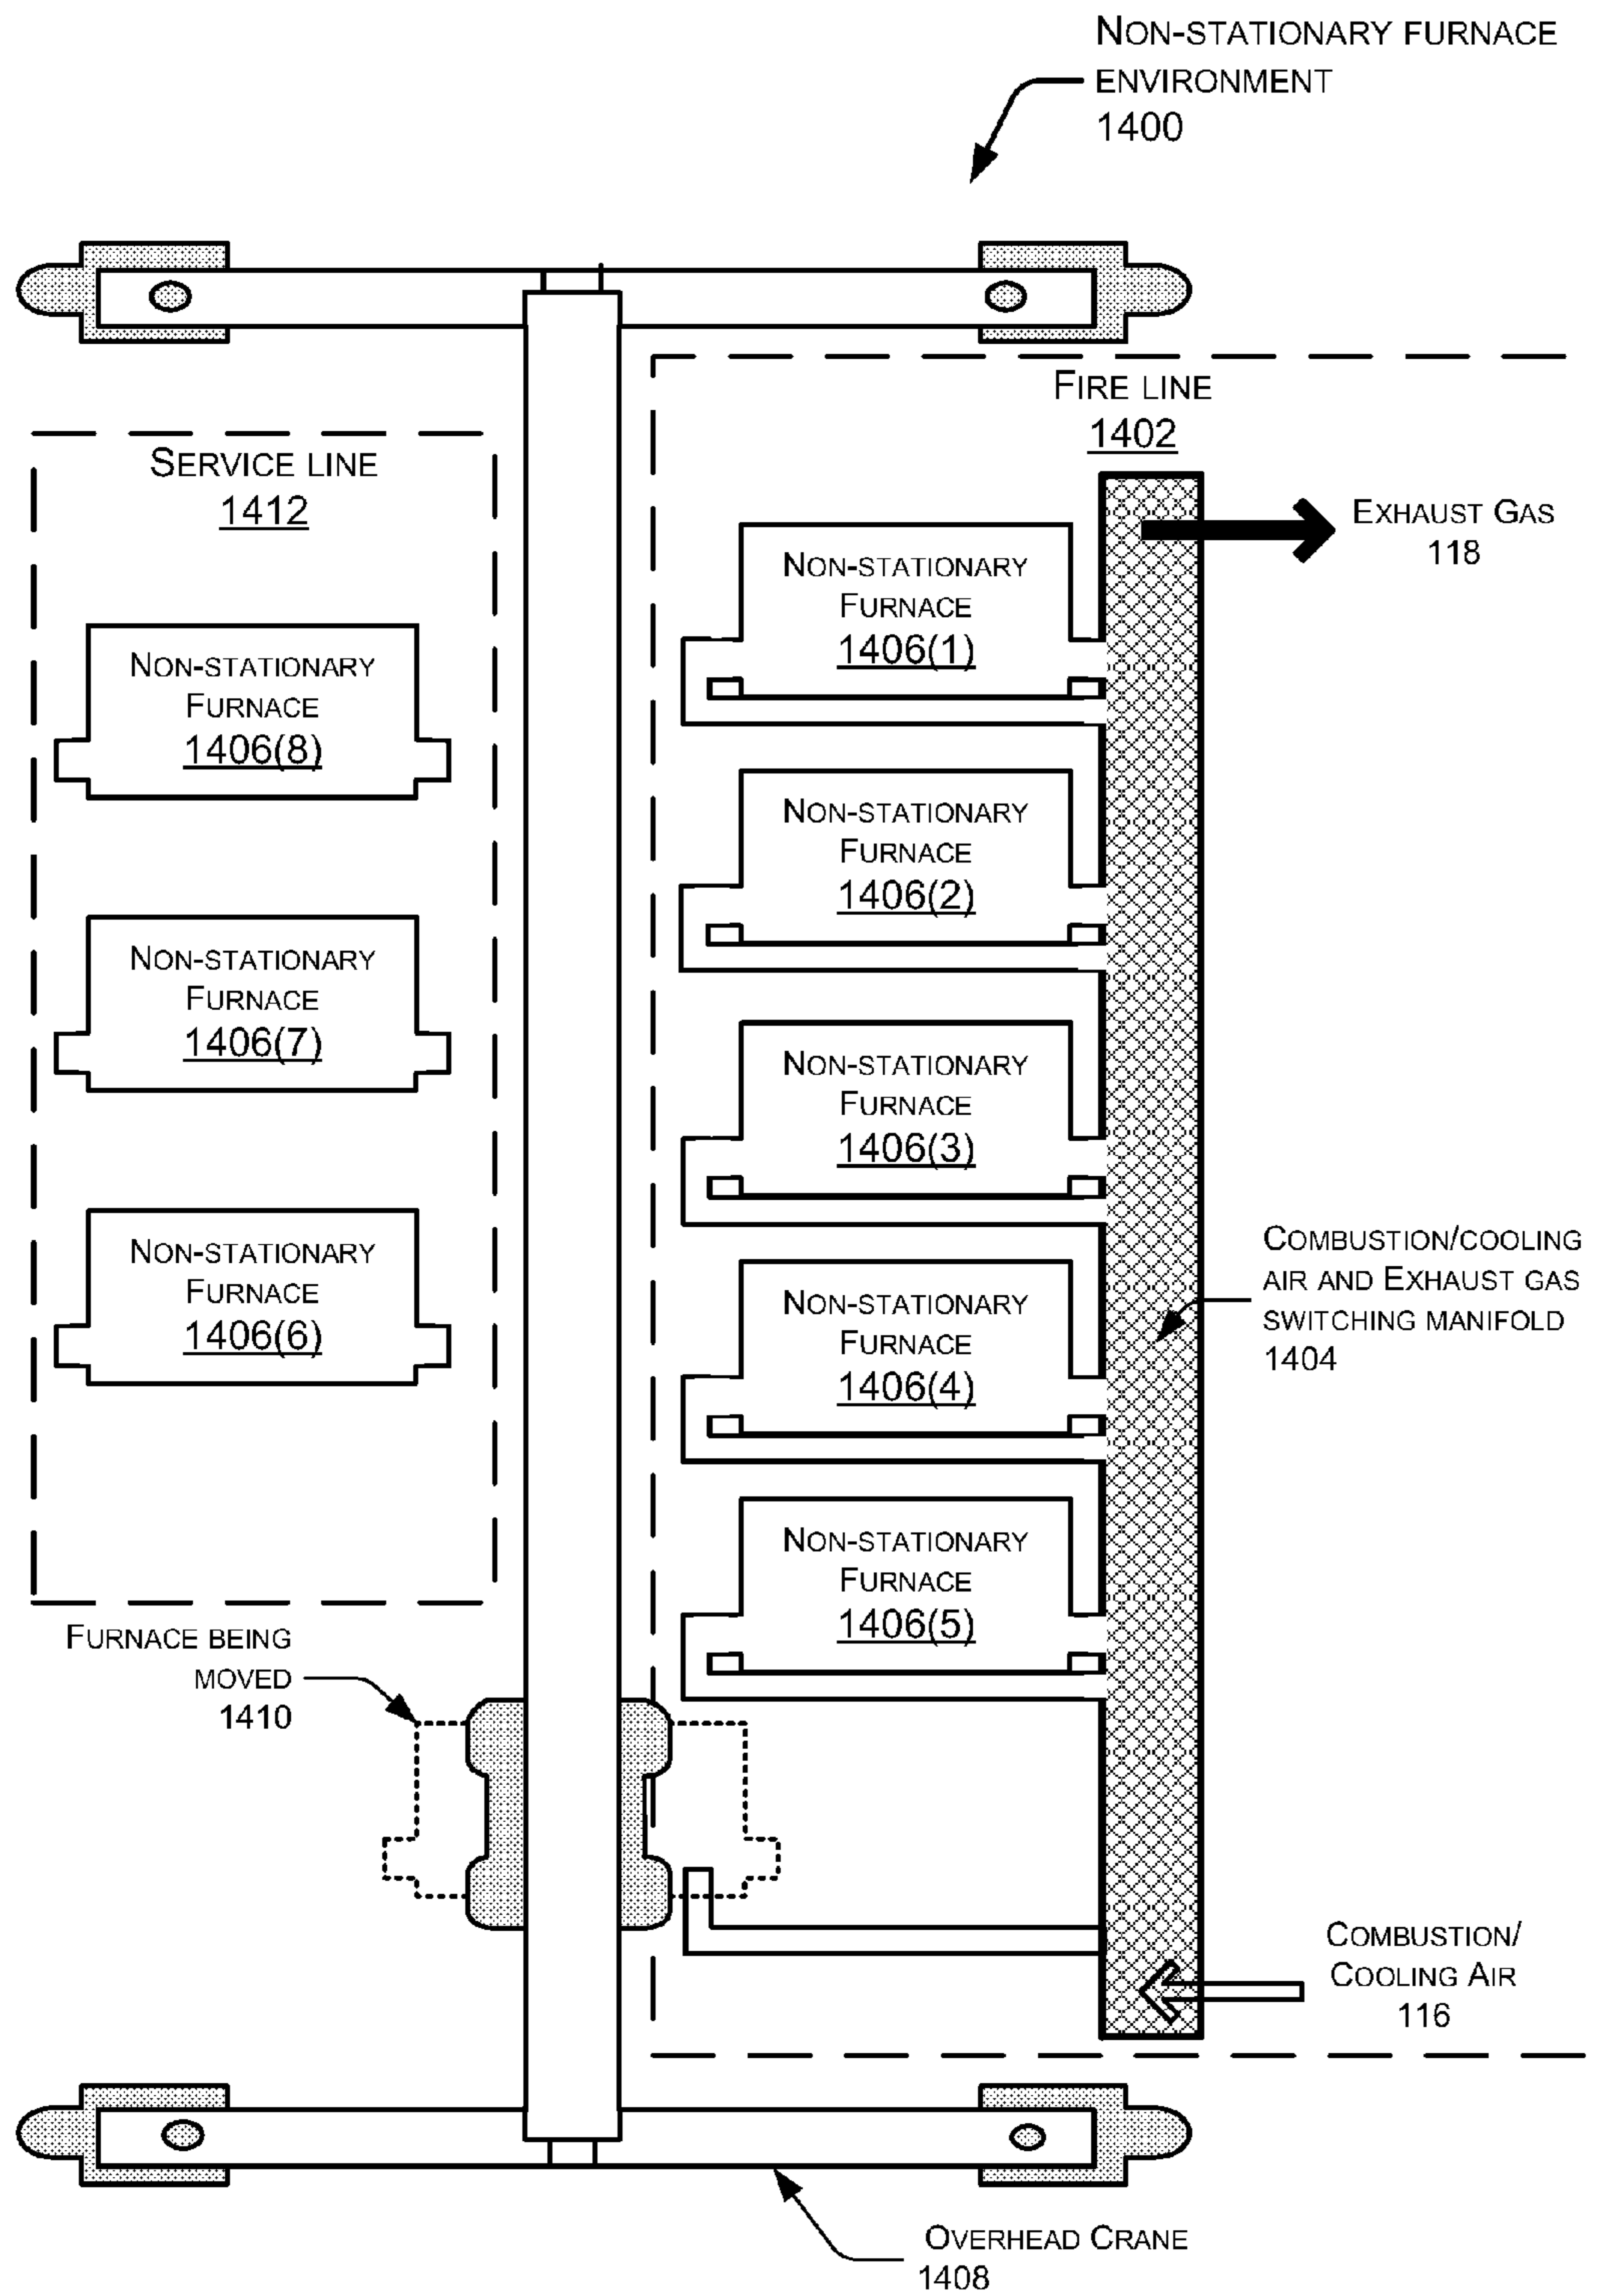 NON-STATIONARY FURNACE
ENVIRONMENT
1400
FIRE LINE
1402
SERVICE LINE
1412
EXHAUST GAS
118
NON-STATIONARY
FURNACE
1406(1)
NON-STATIONARY
FURNACE
1406(8)
NON-STATIONARY
FURNACE
1406(2)
NON-STATIONARY
FURNACE
1406(7)
NON-STATIONARY
FURNACE
1406(3)
NON-STATIONARY
FURNACE
1406(6)
COMBUSTION/COOLING
AIR AND EXHAUST GAS
SWITCHING MANIFOLD
1404
NON-STATIONARY
FURNACE
1406(4)
NON-STATIONARY
FURNACE
1406(5)
FURNACE BEING
MOVED
1410
COMBUSTION/
COOLING AIR
116
OVERHEAD CRANE
1408